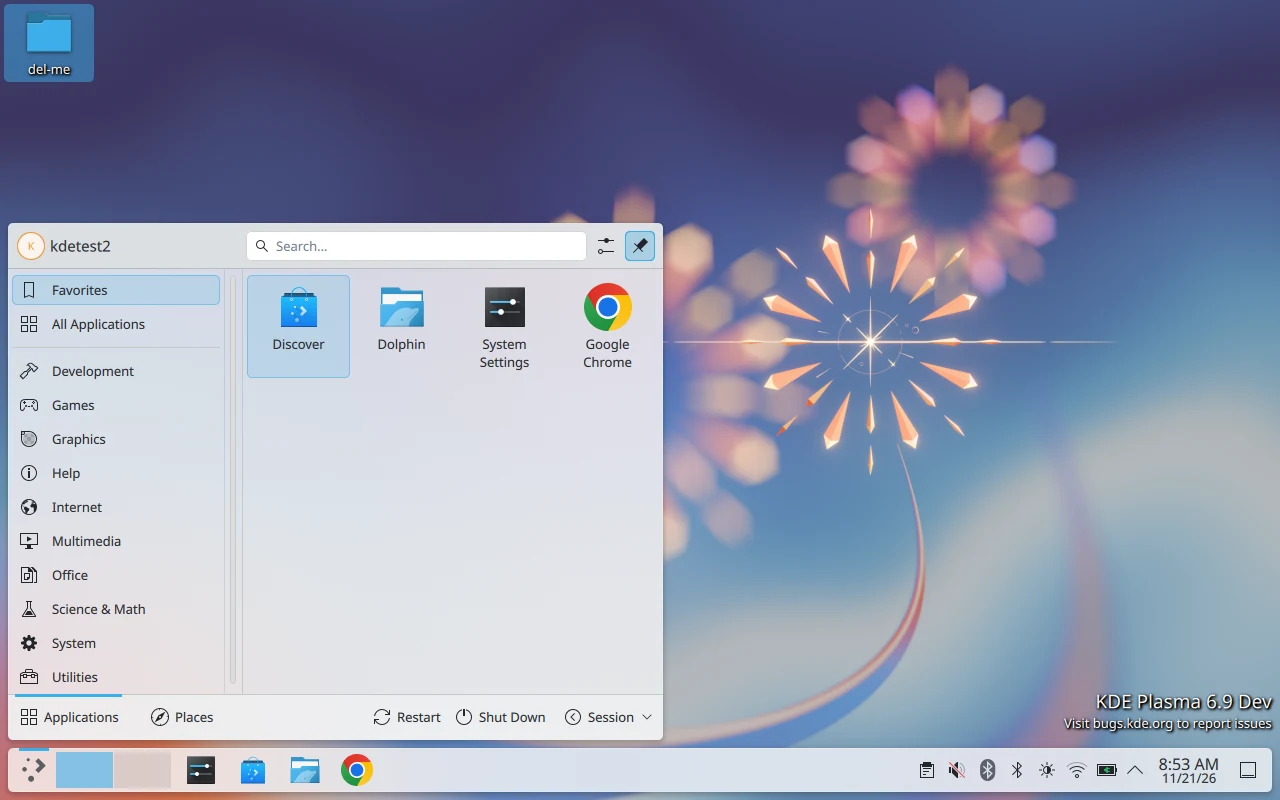 del-me
K
kdetest2
Search...
Favorites
All Applications
Development
Games
Graphics
Help
Internet
Multimedia
Office
Science & Math
System
Utilities
Discover
Dolphin
System
Settings
Google
Chrome
Applications
Places
Restart
Shut Down
Session
KDE Plasma 6.9 Dev
Visit bugs.kde.org to report issues
8:53 AM
11/21/26